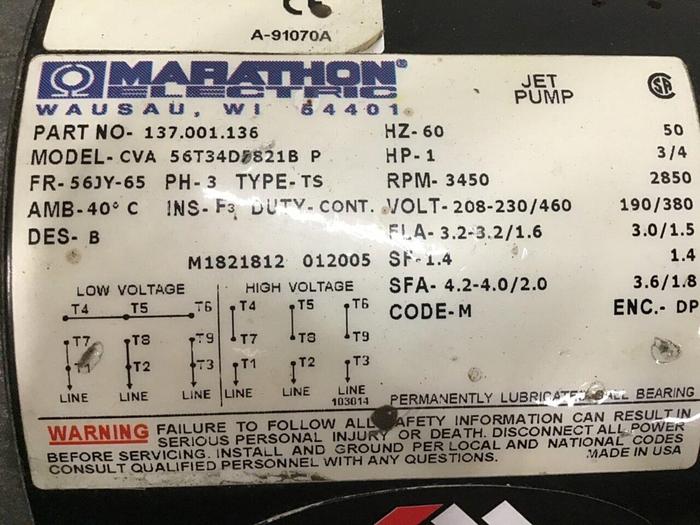 CE
A-91070A
MARATHON®
ELECTRIC
WAUSAU, WI 54401
JET
PUMP
SA
PART NO- 137.001.136 HZ-60 50
MODEL- CVA 56T34D5821B P HP-1 3/4
FR-56JY-65 PH-3 TYPE-TS RPM-3450 2850
AMB-40° C INS-F3 DUTY-CONT. VOLT-208-230/460 190/380
DES-B FLA-3.2-3.2/1.6 3.0/1.5
M1821812 012005 SF-1.4 1.4
SFA-4.2-4.0/2.0 3.6/1.8
CODE-M ENC.-DP
LOW VOLTAGE HIGH VOLTAGE
T4 T5 T6 T4 T5 T6
T7 T8 T9 T7 T8 T9
T1 T2 T3 T1 T2 T3
LINE LINE LINE LINE LINE LINE
103014
PERMANENTLY LUBRICATED BALL BEARING
WARNING FAILURE TO FOLLOW ALL SAFETY INFORMATION CAN RESULT IN
SERIOUS PERSONAL INJURY OR DEATH. DISCONNECT ALL POWER
BEFORE SERVICING. INSTALL AND GROUND PER LOCAL AND NATIONAL CODES
CONSULT QUALIFIED PERSONNEL WITH ANY QUESTIONS. MADE IN USA